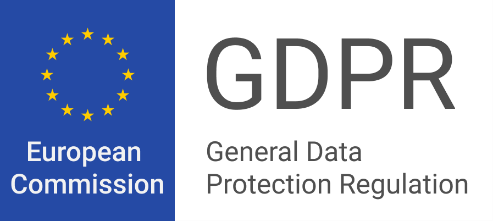 European
Commission
GDPR
General Data
Protection Regulation